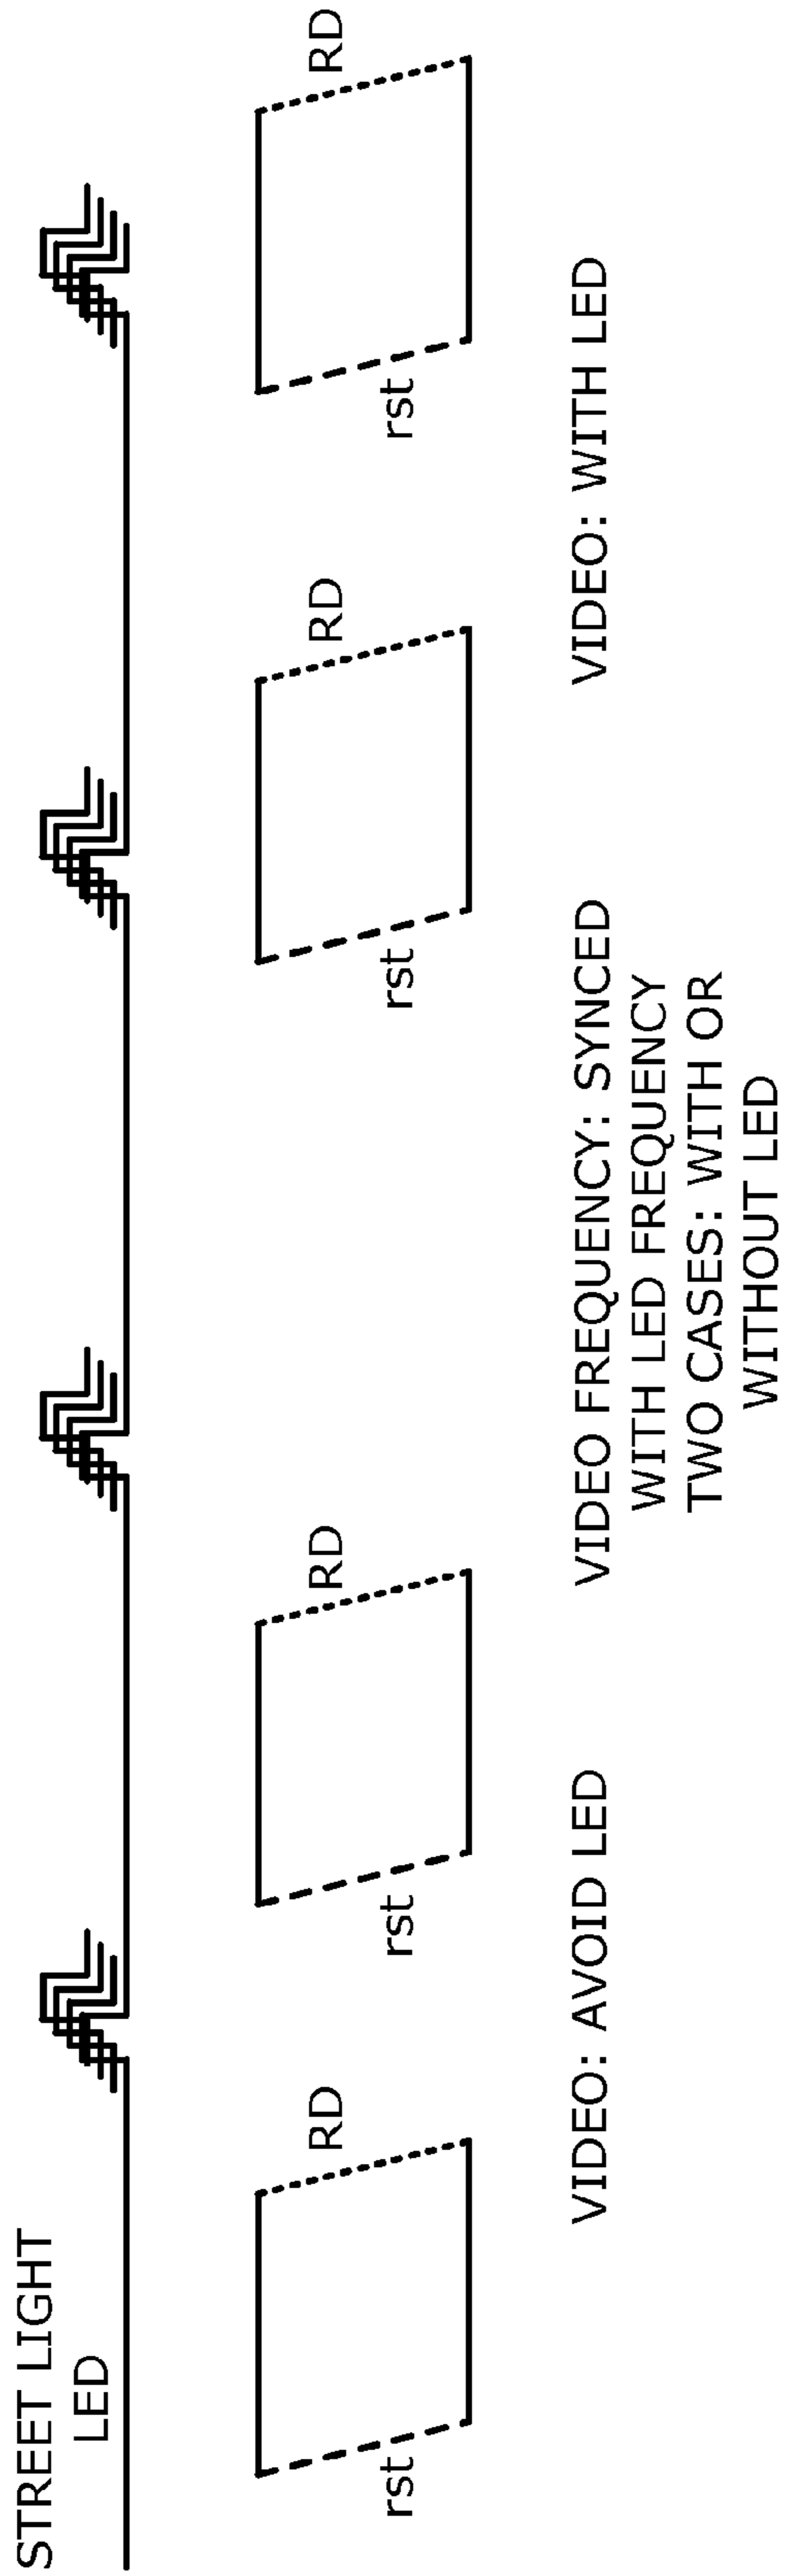 STREET LIGHT
LED
rst
RD
rst
RD
rst
RD
rst
RD
VIDEO: AVOID LED
VIDEO FREQUENCY: SYNCED
WITH LED FREQUENCY
TWO CASES: WITH OR
WITHOUT LED
VIDEO: WITH LED